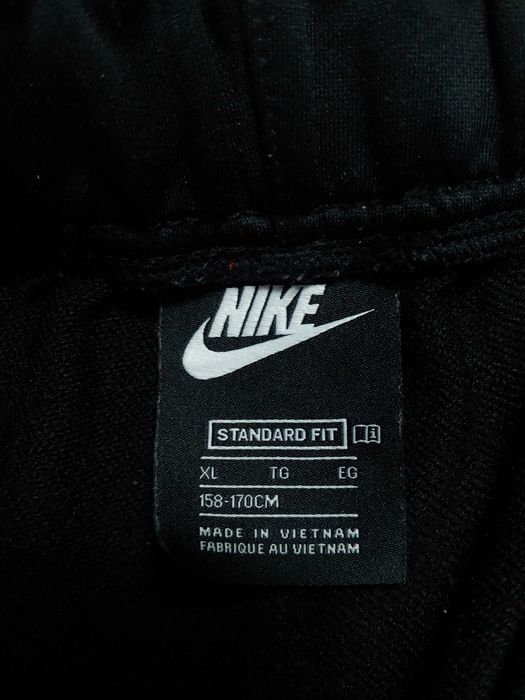 NIKE
STANDARD FIT
XL TG EG
158-170CM
MADE IN VIETNAM
FABRIQUE AU VIETNAM